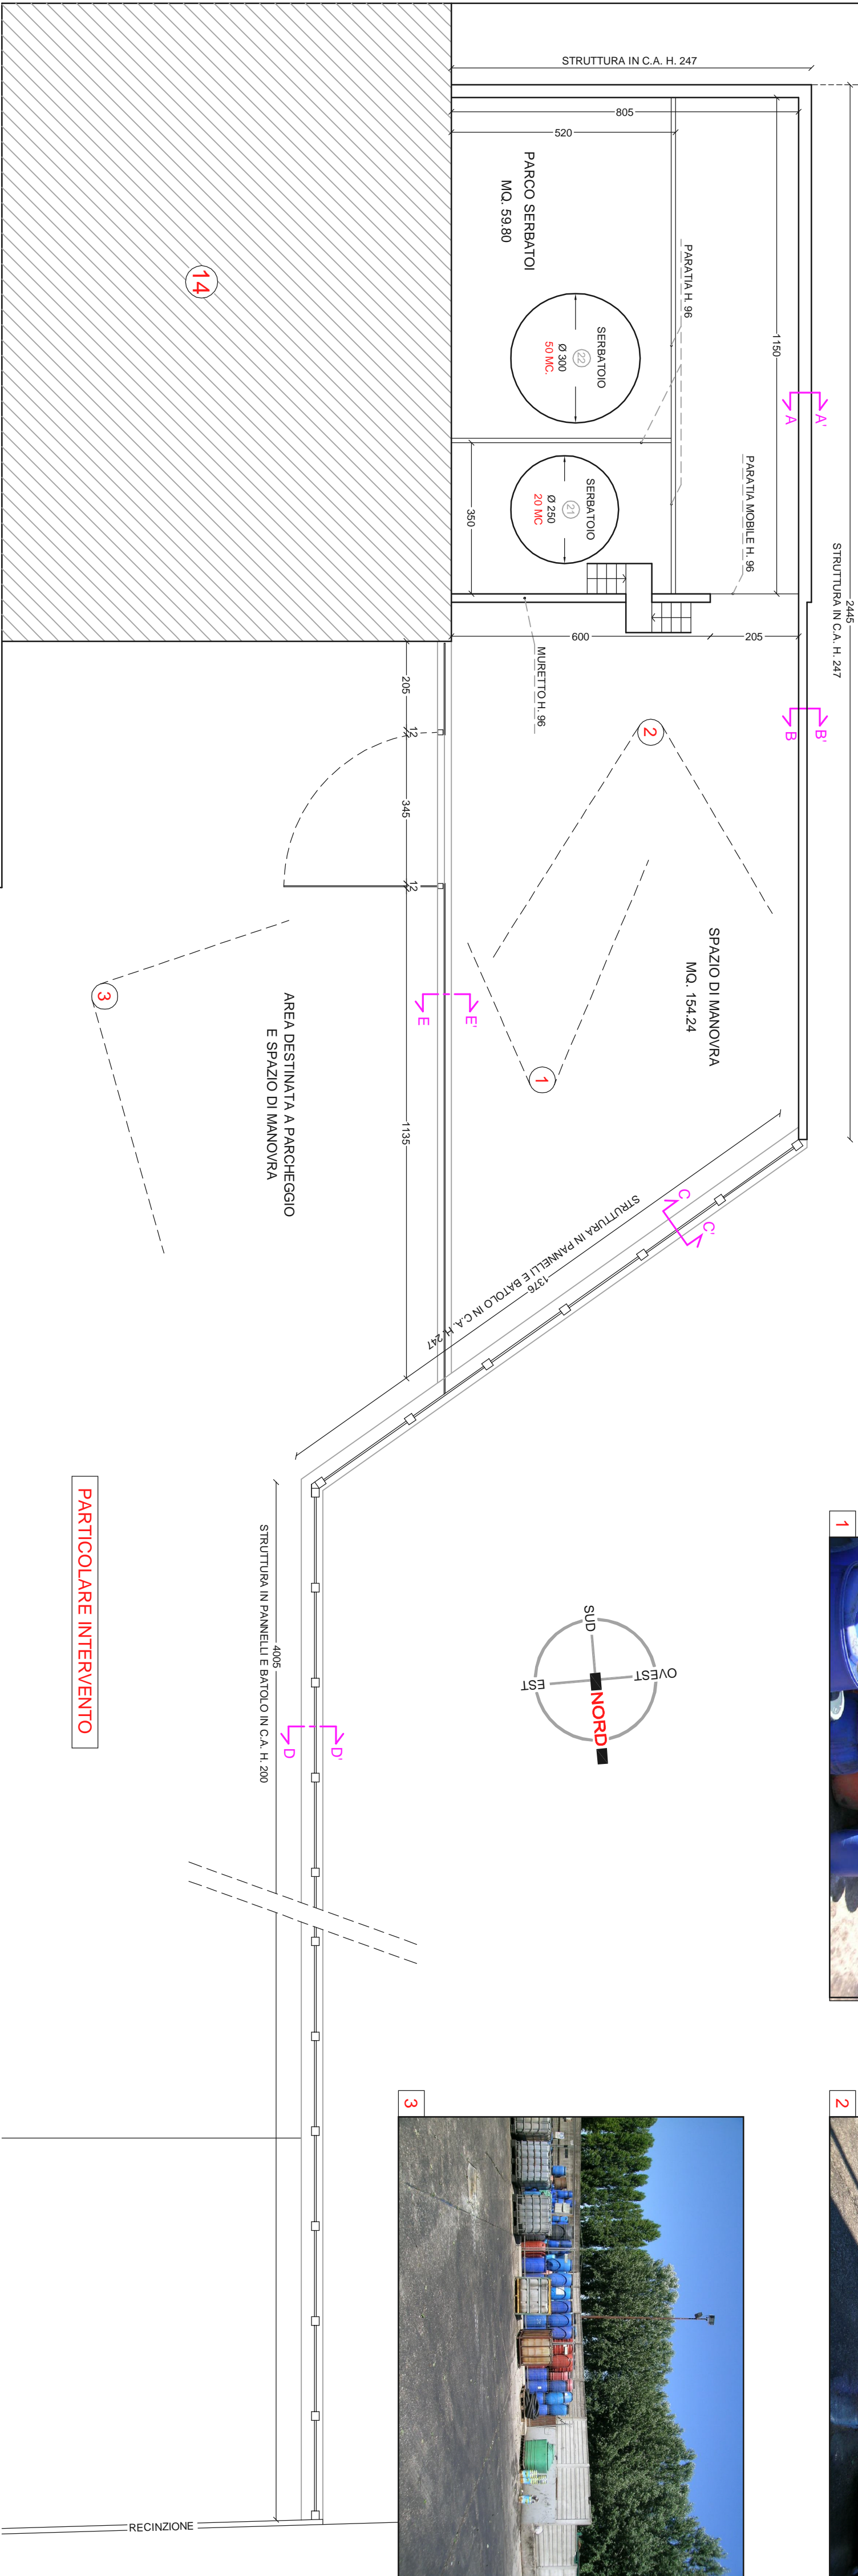 STRUTTURA IN C.A. H. 247
2445
STRUTTURA IN C.A. H. 247
805
520
1150
PARCO SERBATOI
MQ. 59.80
PARATIA H. 96
SERBATOIO
22
Ø 300
50 MC.
SERBATOIO
21
Ø 250
20 MC
350
PARATIA MOBILE H. 96
A
A'
14
600
205
MURETTO H. 96
B
B'
205
12
345
12
1135
2
SPAZIO DI MANOVRA
MQ. 154.24
1
3
E
E'
AREA DESTINATA A PARCHEGGIO
E SPAZIO DI MANOVRA
C
C'
1376
STRUTTURA IN PANNELLI E BATOLO IN C.A. H. 247
4005
STRUTTURA IN PANNELLI E BATOLO IN C.A. H. 200
D
D'
PARTICOLARE INTERVENTO
SUD
OVEST
EST
NORD
RECINZIONE
1
2
3